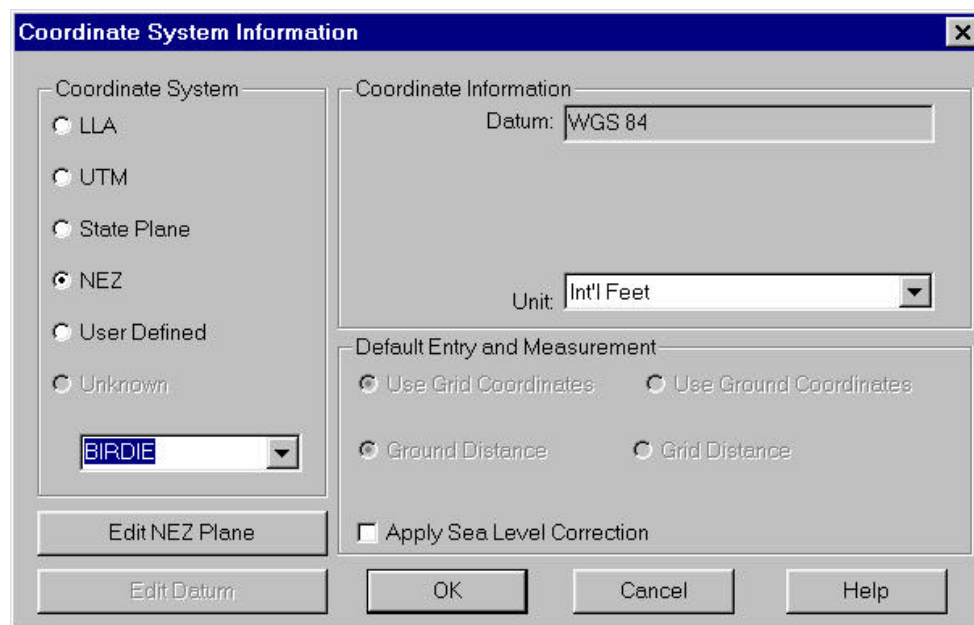 Coordinate System Information
Coordinate System
LLA
UTM
State Plane
NEZ
User Defined
Unknown
BIRDIE
Edit NEZ Plane
Edit Datum
Coordinate Information
Datum: WGS 84
Unit: Int'l Feet
Default Entry and Measurement
Use Grid Coordinates Use Ground Coordinates
Ground Distance Grid Distance
Apply Sea Level Correction
OK Cancel Help